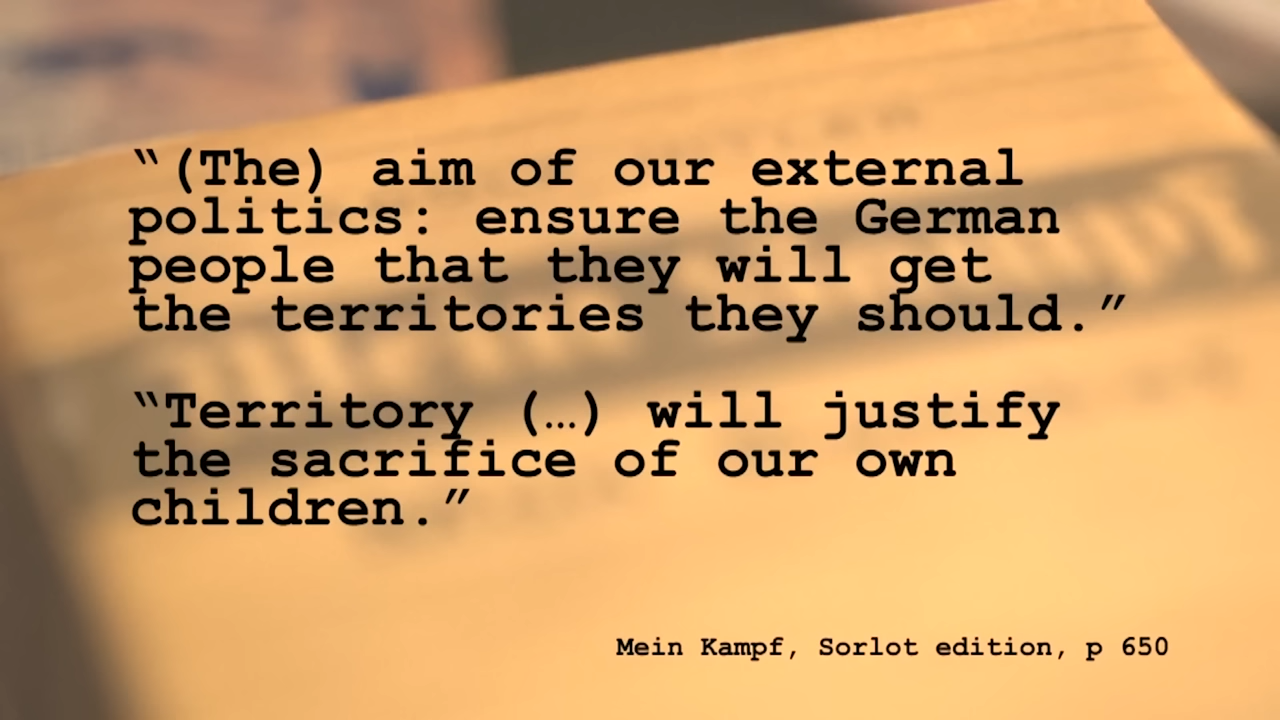 “(The) aim of our external
politics: ensure the German
people that they will get
the territories they should.”
“Territory (…) will justify
the sacrifice of our own
children.”
Mein Kampf, Sorlot edition, p 650